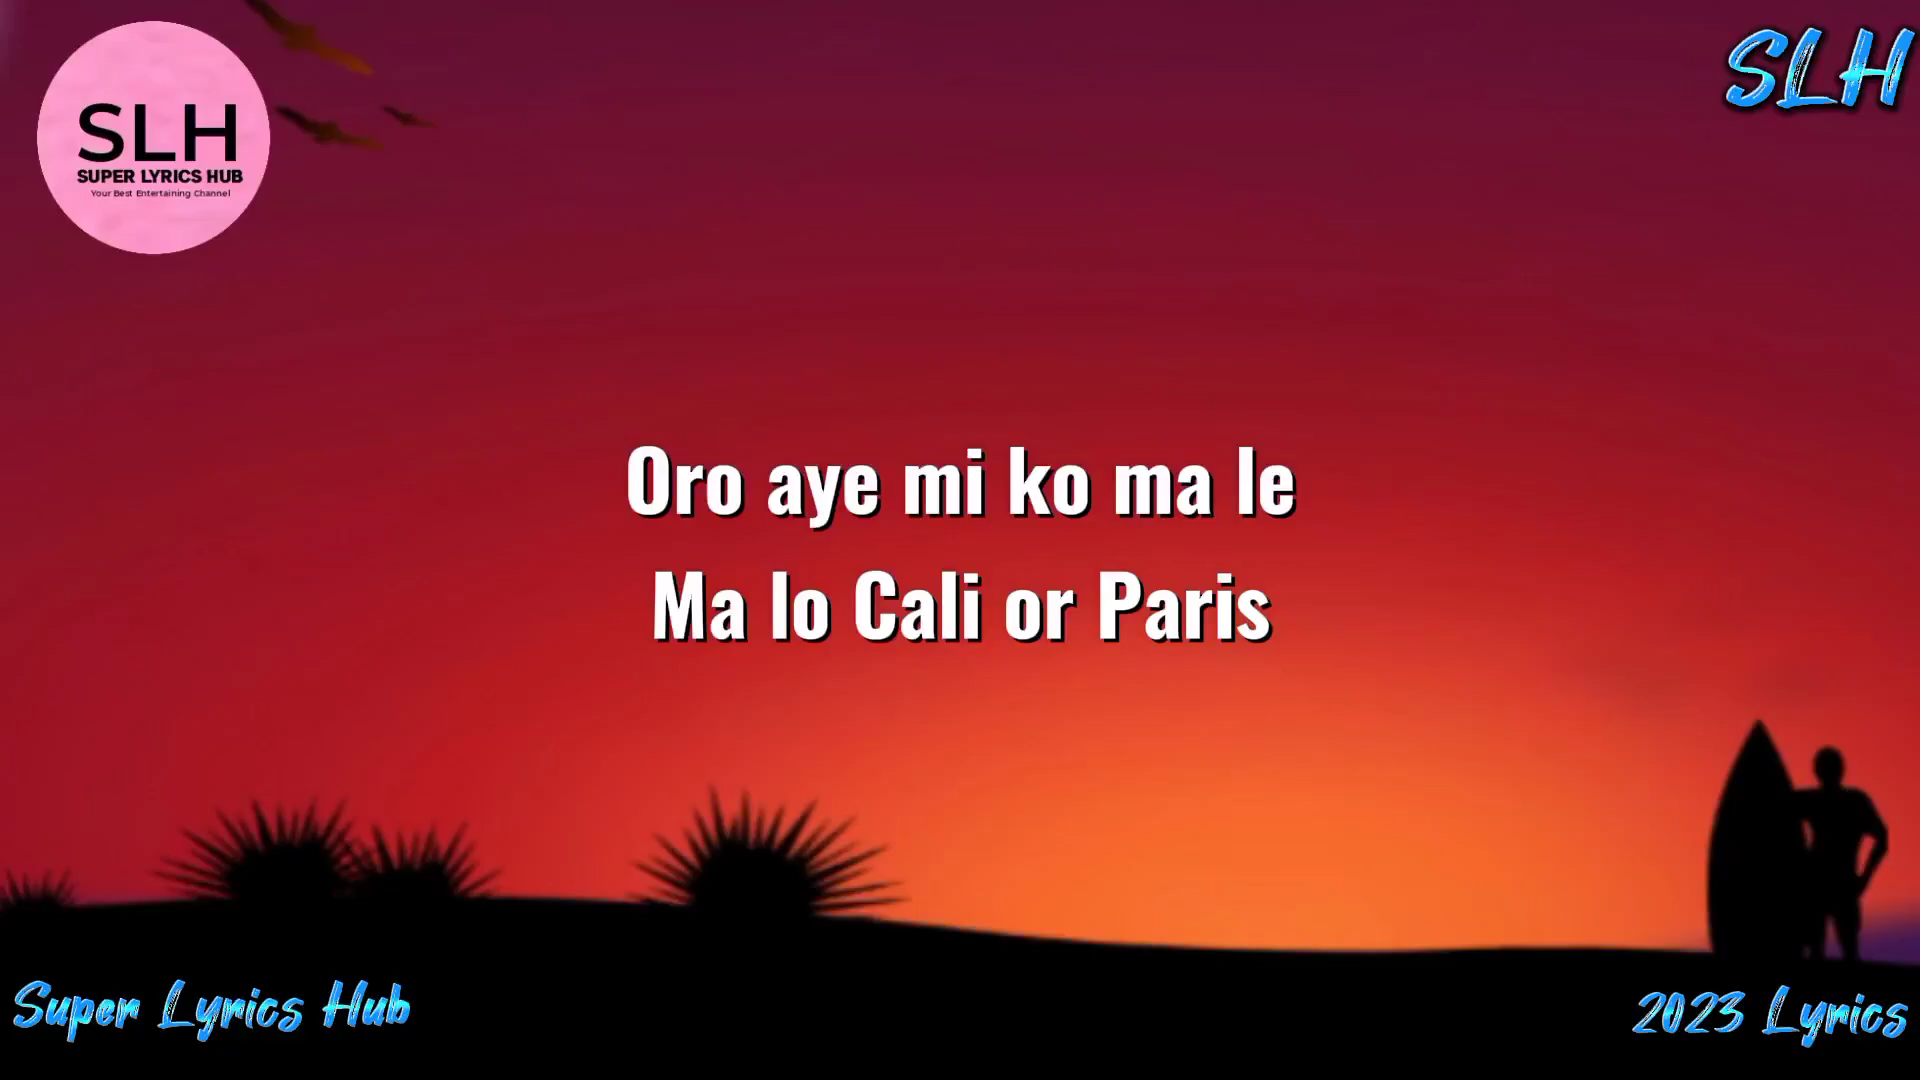 SLH
SUPER LYRICS HUB
Your Best Entertaining Channel
SLH
Oro aye mi ko ma le
Ma lo Cali or Paris
Super Lyrics Hub
2023 Lyrics